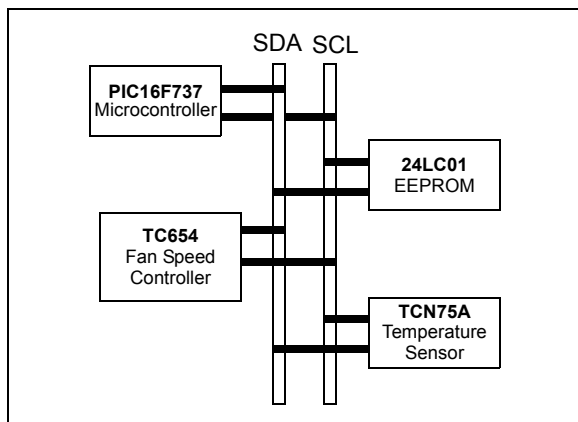 SDA SCL
PIC16F737
Microcontroller
24LC01
EEPROM
TC654
Fan Speed
Controller
TCN75A
Temperature
Sensor